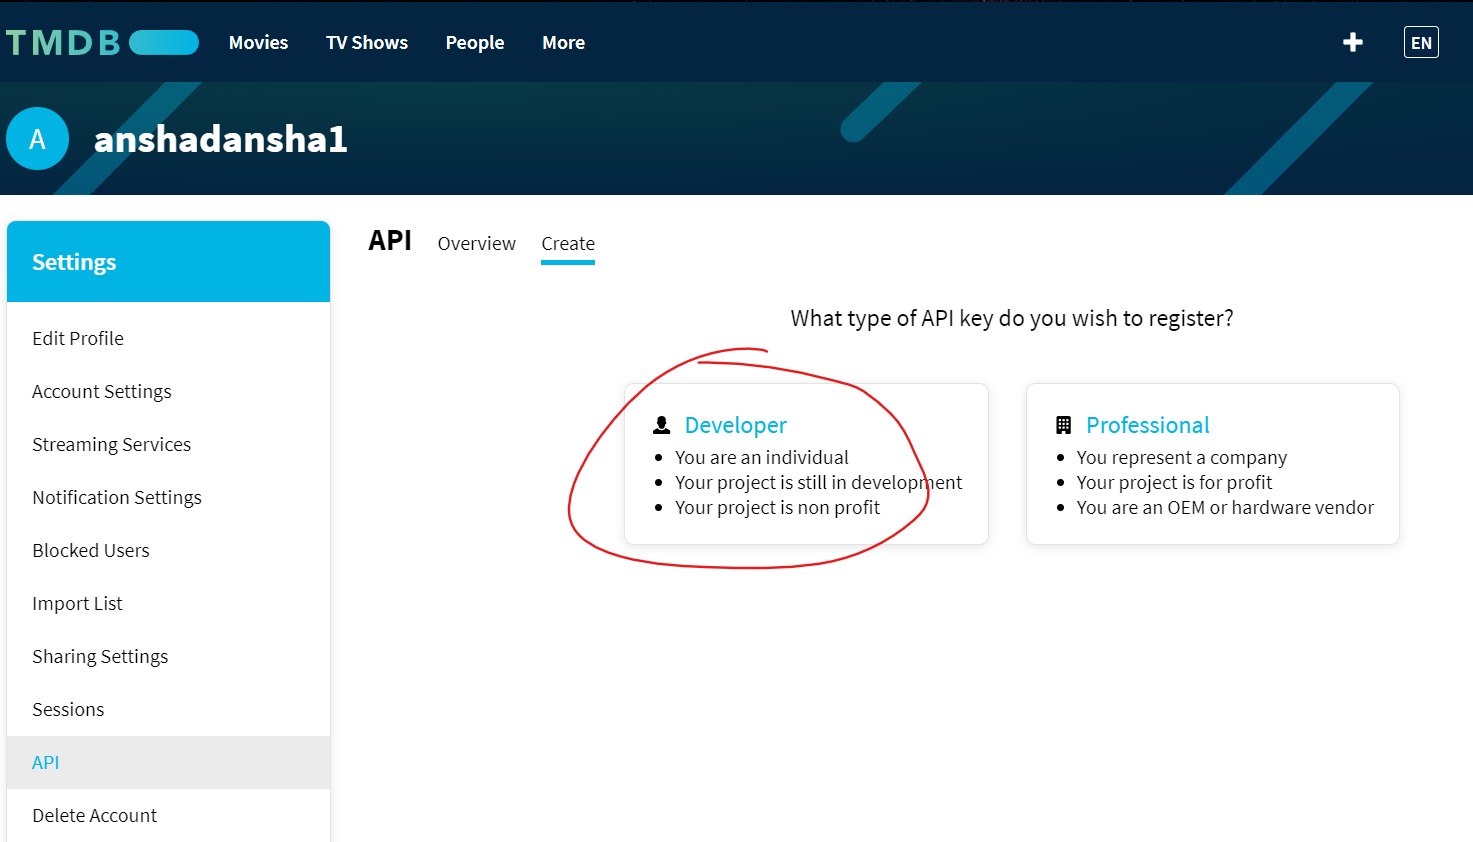 TMDB Movies TV Shows People More EN
A anshadansha1
Settings
Edit Profile
Account Settings
Streaming Services
Notification Settings
Blocked Users
Import List
Sharing Settings
Sessions
API
Delete Account
API Overview Create
What type of API key do you wish to register?
Developer
You are an individual
Your project is still in development
Your project is non profit
Professional
You represent a company
Your project is for profit
You are an OEM or hardware vendor